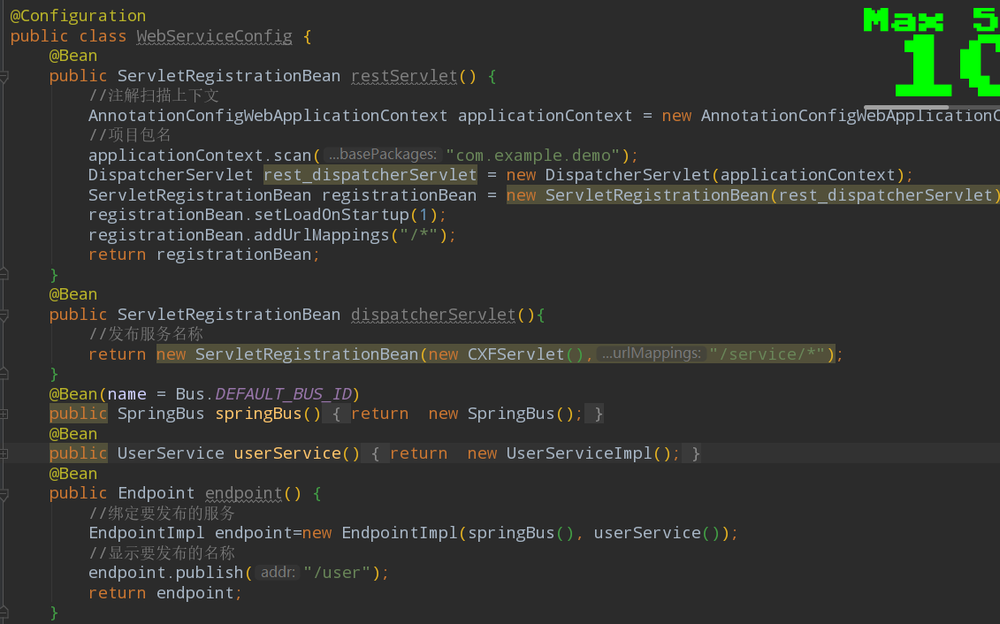 @Configuration
Max 5
public class WebServiceConfig {
@Bean
public ServletRegistrationBean restServlet() {
//注解扫描上下文
AnnotationConfigWebApplicationContext applicationContext = new AnnotationConfigWebApplicationC
//项目包名
applicationContext.scan( ...basePackages: "com.example.demo");
DispatcherServlet rest_dispatcherServlet = new DispatcherServlet(applicationContext);
ServletRegistrationBean registrationBean = new ServletRegistrationBean(rest_dispatcherServlet)
registrationBean.setLoadOnStartup(1);
registrationBean.addUrlMappings("/*");
return registrationBean;
}
@Bean
public ServletRegistrationBean dispatcherServlet(){
//发布服务名称
return new ServletRegistrationBean(new CXFServlet(), ...urlMappings: "/service/*");
}
@Bean(name = Bus.DEFAULT_BUS_ID)
public SpringBus springBus() { return  new SpringBus(); }
@Bean
public UserService userService() { return  new UserServiceImpl(); }
@Bean
public Endpoint endpoint() {
//绑定要发布的服务
EndpointImpl endpoint=new EndpointImpl(springBus(), userService());
//显示要发布的名称
endpoint.publish( addr: "/user");
return endpoint;
}